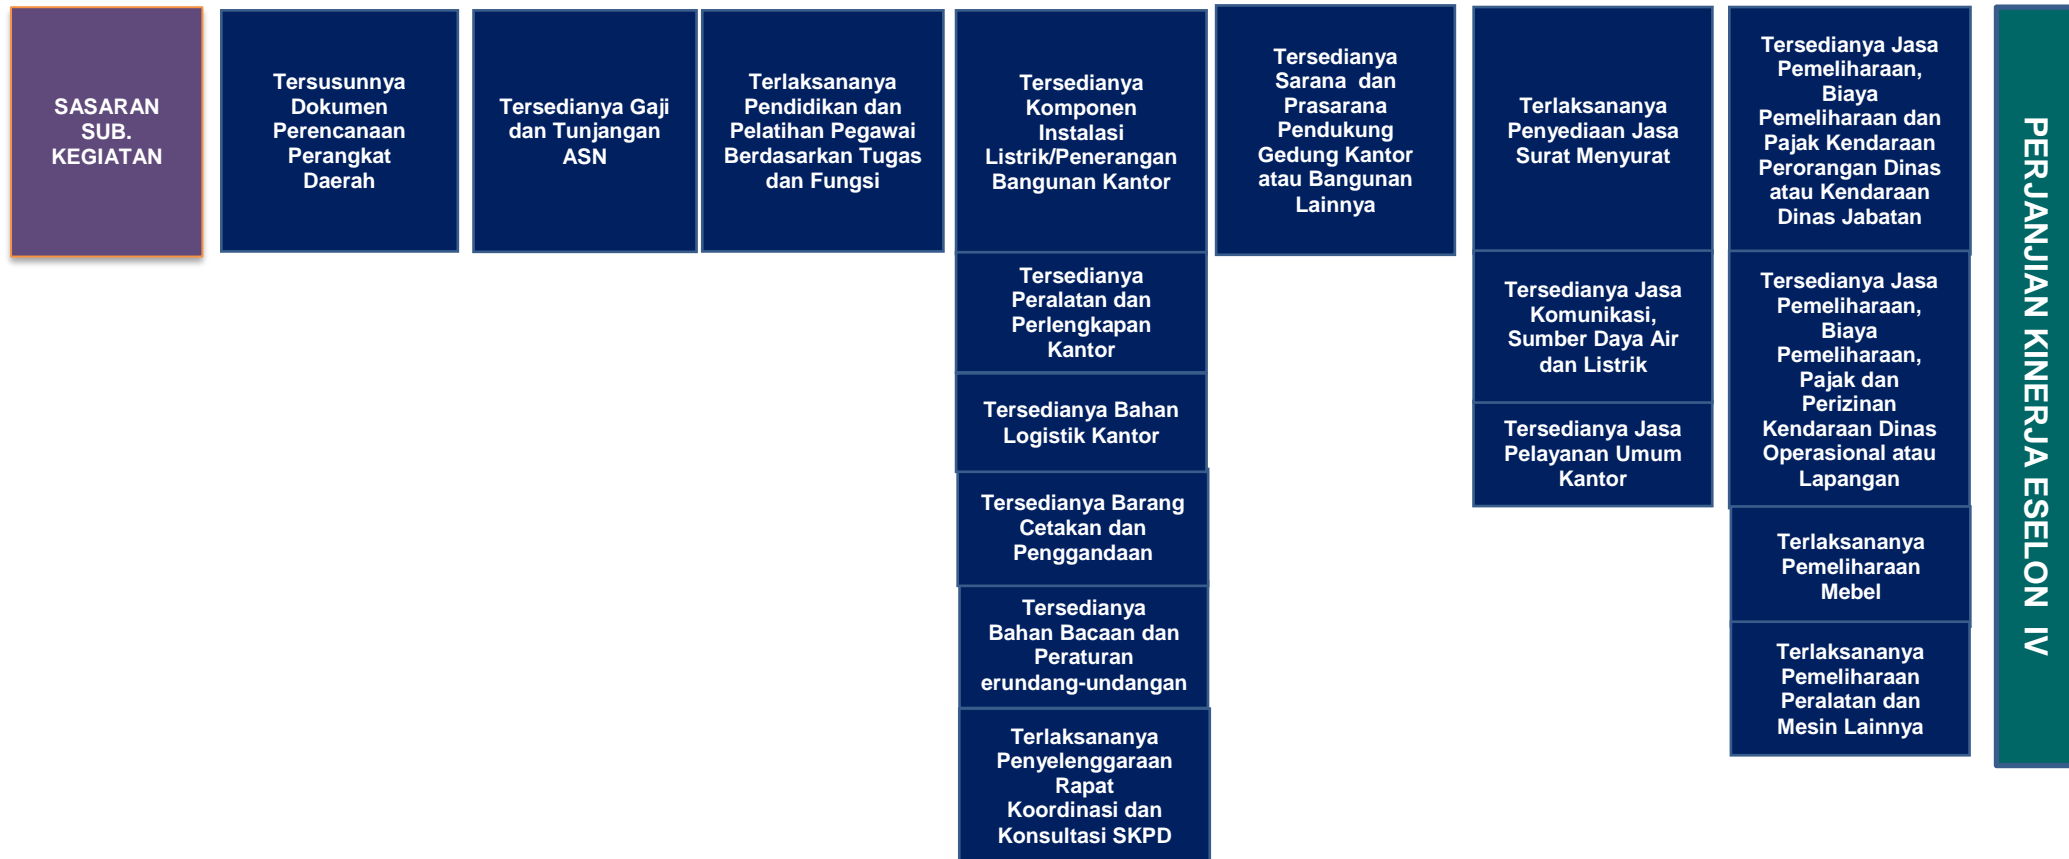 SASARAN
SUB.
KEGIATAN
Tersusunnya
Dokumen
Perencanaan
Perangkat
Daerah
Tersedianya Gaji
dan Tunjangan
ASN
Terlaksananya
Pendidikan dan
Pelatihan Pegawai
Berdasarkan Tugas
dan Fungsi
Tersedianya
Komponen
Instalasi
Listrik/Penerangan
Bangunan Kantor
Tersedianya
Peralatan dan
Perlengkapan
Kantor
Tersedianya Bahan
Logistik Kantor
Tersedianya Barang
Cetakan dan
Penggandaan
Tersedianya
Bahan Bacaan dan
Peraturan
erundang-undangan
Terlaksananya
Penyelenggaraan
Rapat
Koordinasi dan
Konsultasi SKPD
Tersedianya
Sarana dan
Prasarana
Pendukung
Gedung Kantor
atau Bangunan
Lainnya
Terlaksananya
Penyediaan Jasa
Surat Menyurat
Tersedianya Jasa
Komunikasi,
Sumber Daya Air
dan Listrik
Tersedianya Jasa
Pelayanan Umum
Kantor
Tersedianya Jasa
Pemeliharaan,
Biaya
Pemeliharaan dan
Pajak Kendaraan
Perorangan Dinas
atau Kendaraan
Dinas Jabatan
Tersedianya Jasa
Pemeliharaan,
Biaya
Pemeliharaan,
Pajak dan
Perizinan
Kendaraan Dinas
Operasional atau
Lapangan
Terlaksananya
Pemeliharaan
Mebel
Terlaksananya
Pemeliharaan
Peralatan dan
Mesin Lainnya
PERJANJIAN KINERJA ESELON IV